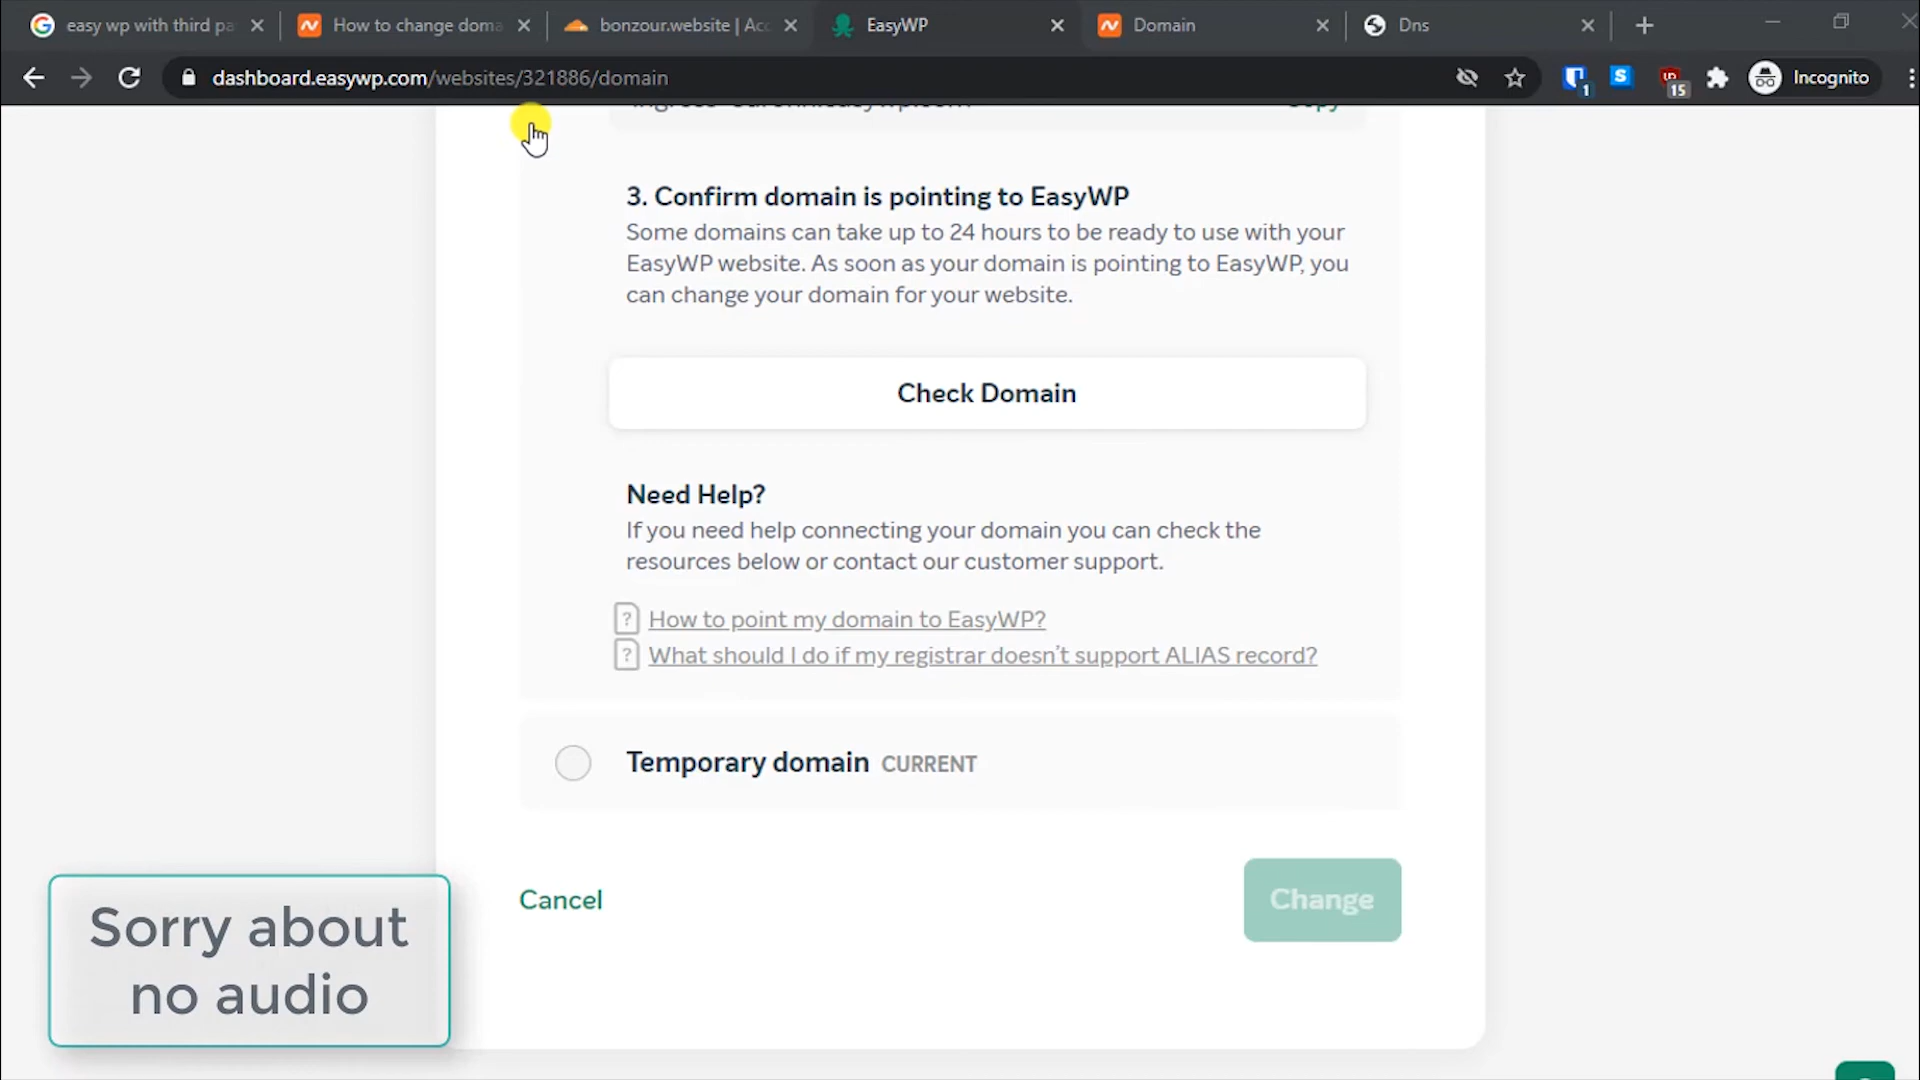 easy wp with third pa
How to change doma
bonzour.website | Acc
EasyWP
Domain
Dns
dashboard.easywp.com/websites/321886/domain
1
S
15
Incognito
3. Confirm domain is pointing to EasyWP
Some domains can take up to 24 hours to be ready to use with your
EasyWP website. As soon as your domain is pointing to EasyWP, you
can change your domain for your website.
Check Domain
Need Help?
If you need help connecting your domain you can check the
resources below or contact our customer support.
? How to point my domain to EasyWP?
? What should I do if my registrar doesn't support ALIAS record?
Temporary domain CURRENT
Cancel
Change
Sorry about
no audio